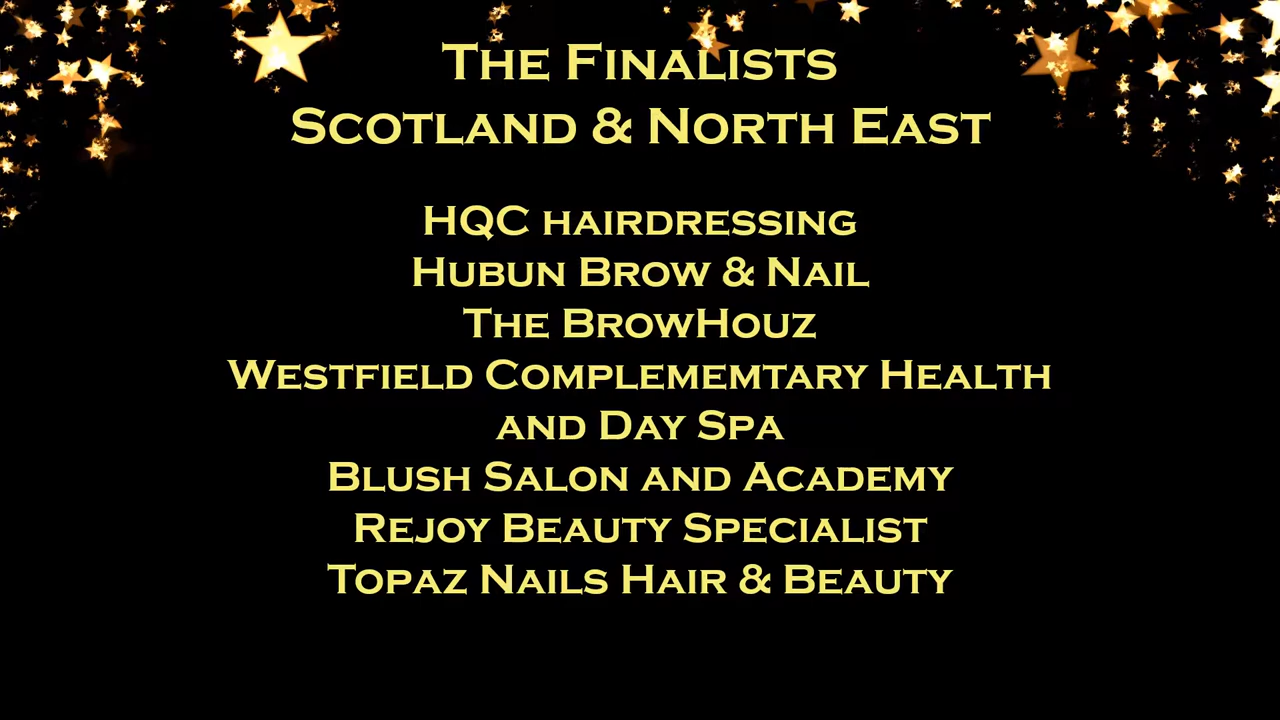 The Finalists
Scotland & North East
HQC hairdressing
Hubun Brow & Nail
The BrowHouz
Westfield Complememtary Health
and Day Spa
Blush Salon and Academy
Rejoy Beauty Specialist
Topaz Nails Hair & Beauty